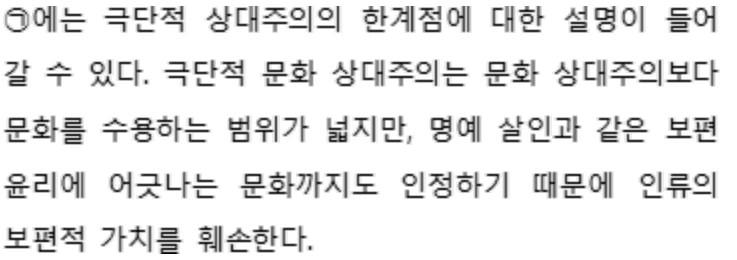 ㉠에는 극단적 상대주의의 한계점에 대한 설명이 들어
갈 수 있다. 극단적 문화 상대주의는 문화 상대주의보다
문화를 수용하는 범위가 넓지만, 명예 살인과 같은 보편
윤리에 어긋나는 문화까지도 인정하기 때문에 인류의
보편적 가치를 훼손한다.